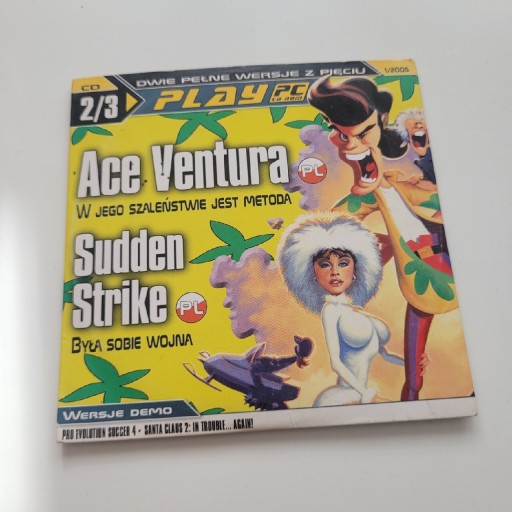 DWIE PEŁNE WERSJE Z PIĘCIU
1/2005
CD
2/3
PLAY PC
Ace Ventura
PL
W JEGO SZALEŃSTWIE JEST METODA
Sudden
Strike
PL
BYŁA SOBIE WOJNA
WERSJE DEMO
PRO EVOLUTION SOCCER 4 - SANTA CLAUS 2: IN TROUBLE... AGAIN!